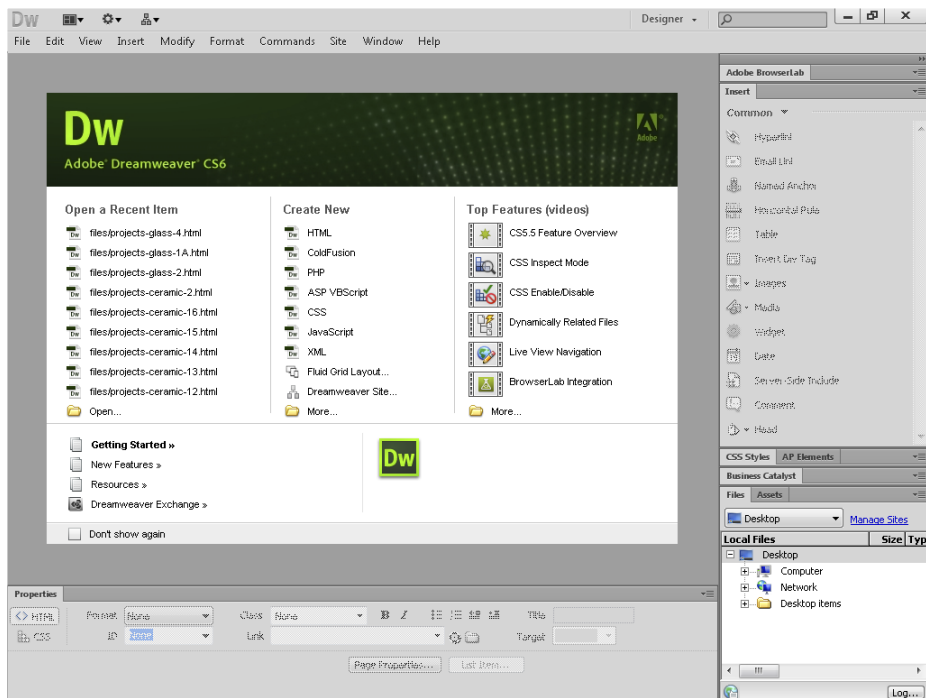 Dw
Designer
File Edit View Insert Modify Format Commands Site Window Help
Adobe BrowserLab
Insert
Common
Hyperlink
Email Link
Named Anchor
Horizontal Rule
Table
Insert Div Tag
Images
Media
Widget
Date
Server-Side Include
Comment
Head
Dw
Adobe
Adobe® Dreamweaver® CS6
Open a Recent Item
files/projects-glass-4.html
files/projects-glass-1A.html
files/projects-glass-2.html
files/projects-ceramic-2.html
files/projects-ceramic-16.html
files/projects-ceramic-15.html
files/projects-ceramic-14.html
files/projects-ceramic-13.html
files/projects-ceramic-12.html
Open...
Create New
HTML
ColdFusion
PHP
ASP VBScript
CSS
JavaScript
XML
Fluid Grid Layout...
Dreamweaver Site...
More...
Top Features (videos)
CS5.5 Feature Overview
CSS Inspect Mode
CSS Enable/Disable
Dynamically Related Files
Live View Navigation
BrowserLab Integration
More...
Getting Started »
New Features »
Resources »
Dreamweaver Exchange »
Dw
Don't show again
CSS Styles AP Elements
Business Catalyst
Files Assets
Desktop Manage Sites
Local Files Size Typ
Desktop
Computer
Network
Desktop items
Log...
Properties
<> HTML Format None Class None B I Title
CSS ID None Link Target
Page Properties... List Item...